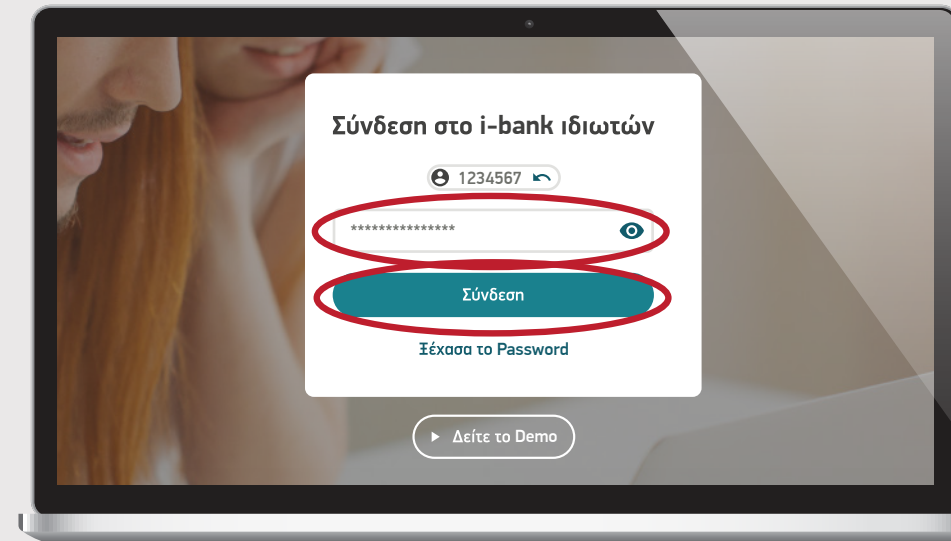 Σύνδεση στο i-bank ιδιωτών
1234567
***************
Σύνδεση
Ξέχασα το Password
Δείτε το Demo